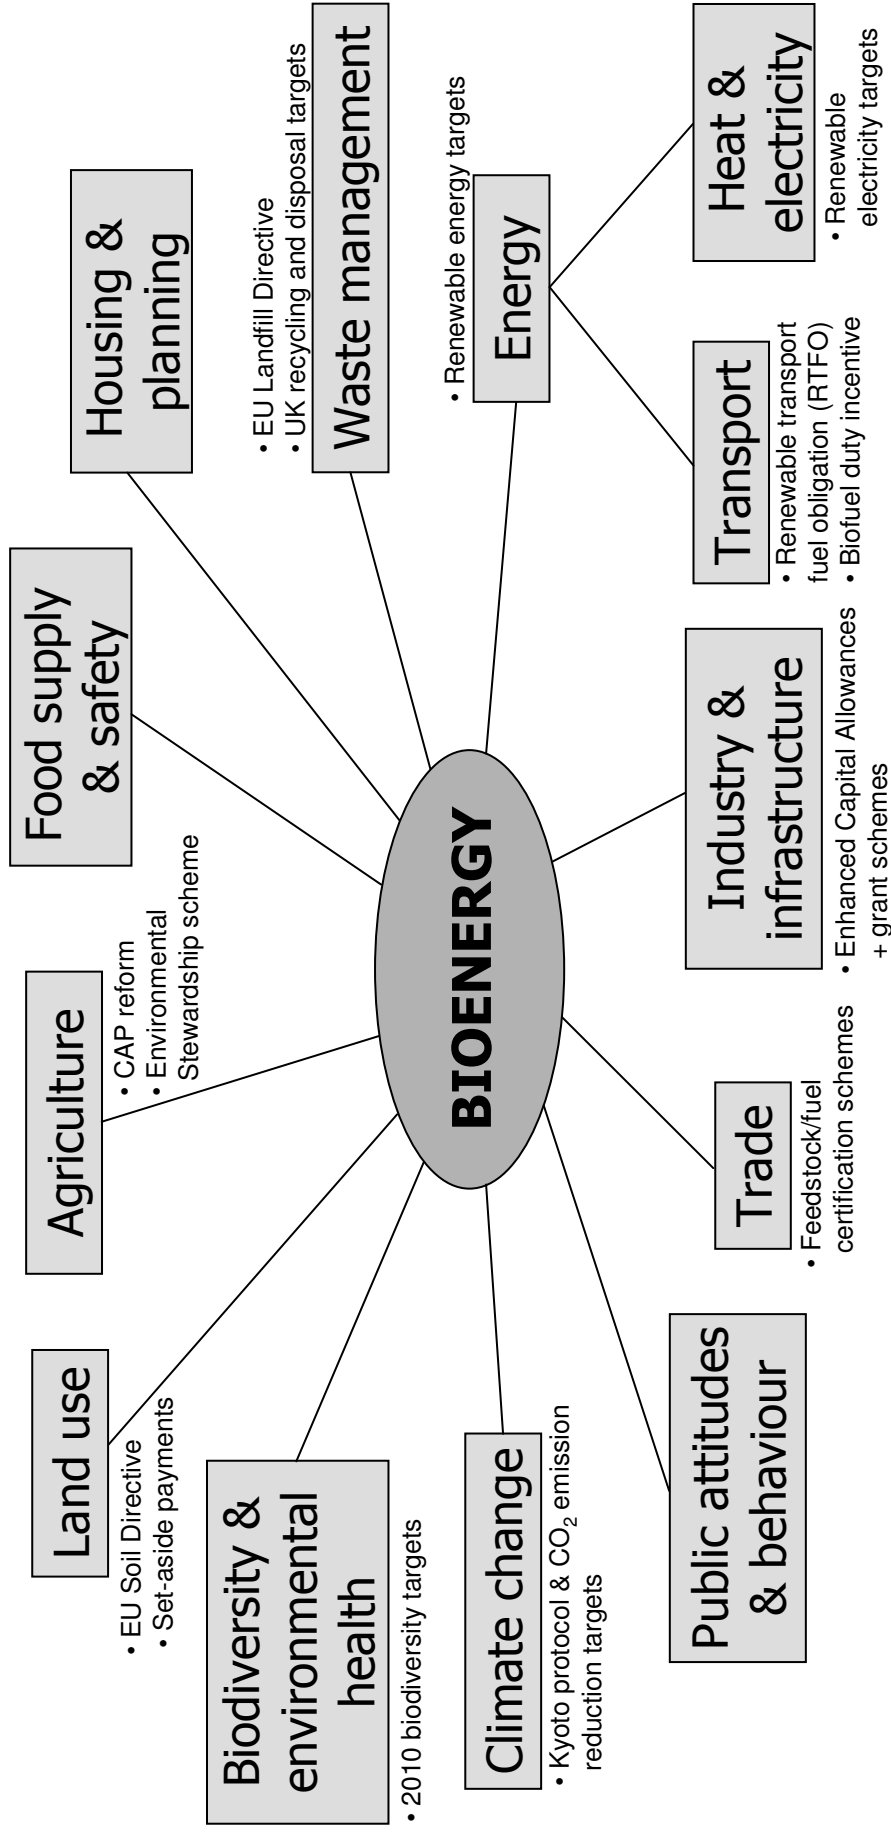 Food supply
& safety
Housing &
planning
Agriculture
• CAP reform
• Environmental
Stewardship scheme
Land use
• EU Soil Directive
• Set-aside payments
• EU Landfill Directive
• UK recycling and disposal targets
Waste management
Biodiversity &
environmental
health
• 2010 biodiversity targets
BIOENERGY
• Renewable energy targets
Energy
Climate change
• Kyoto protocol & CO₂ emission
reduction targets
Public attitudes
& behaviour
Trade
• Feedstock/fuel
certification schemes
Industry &
infrastructure
• Enhanced Capital Allowances
+ grant schemes
Transport
• Renewable transport
fuel obligation (RTFO)
• Biofuel duty incentive
Heat &
electricity
• Renewable
electricity targets